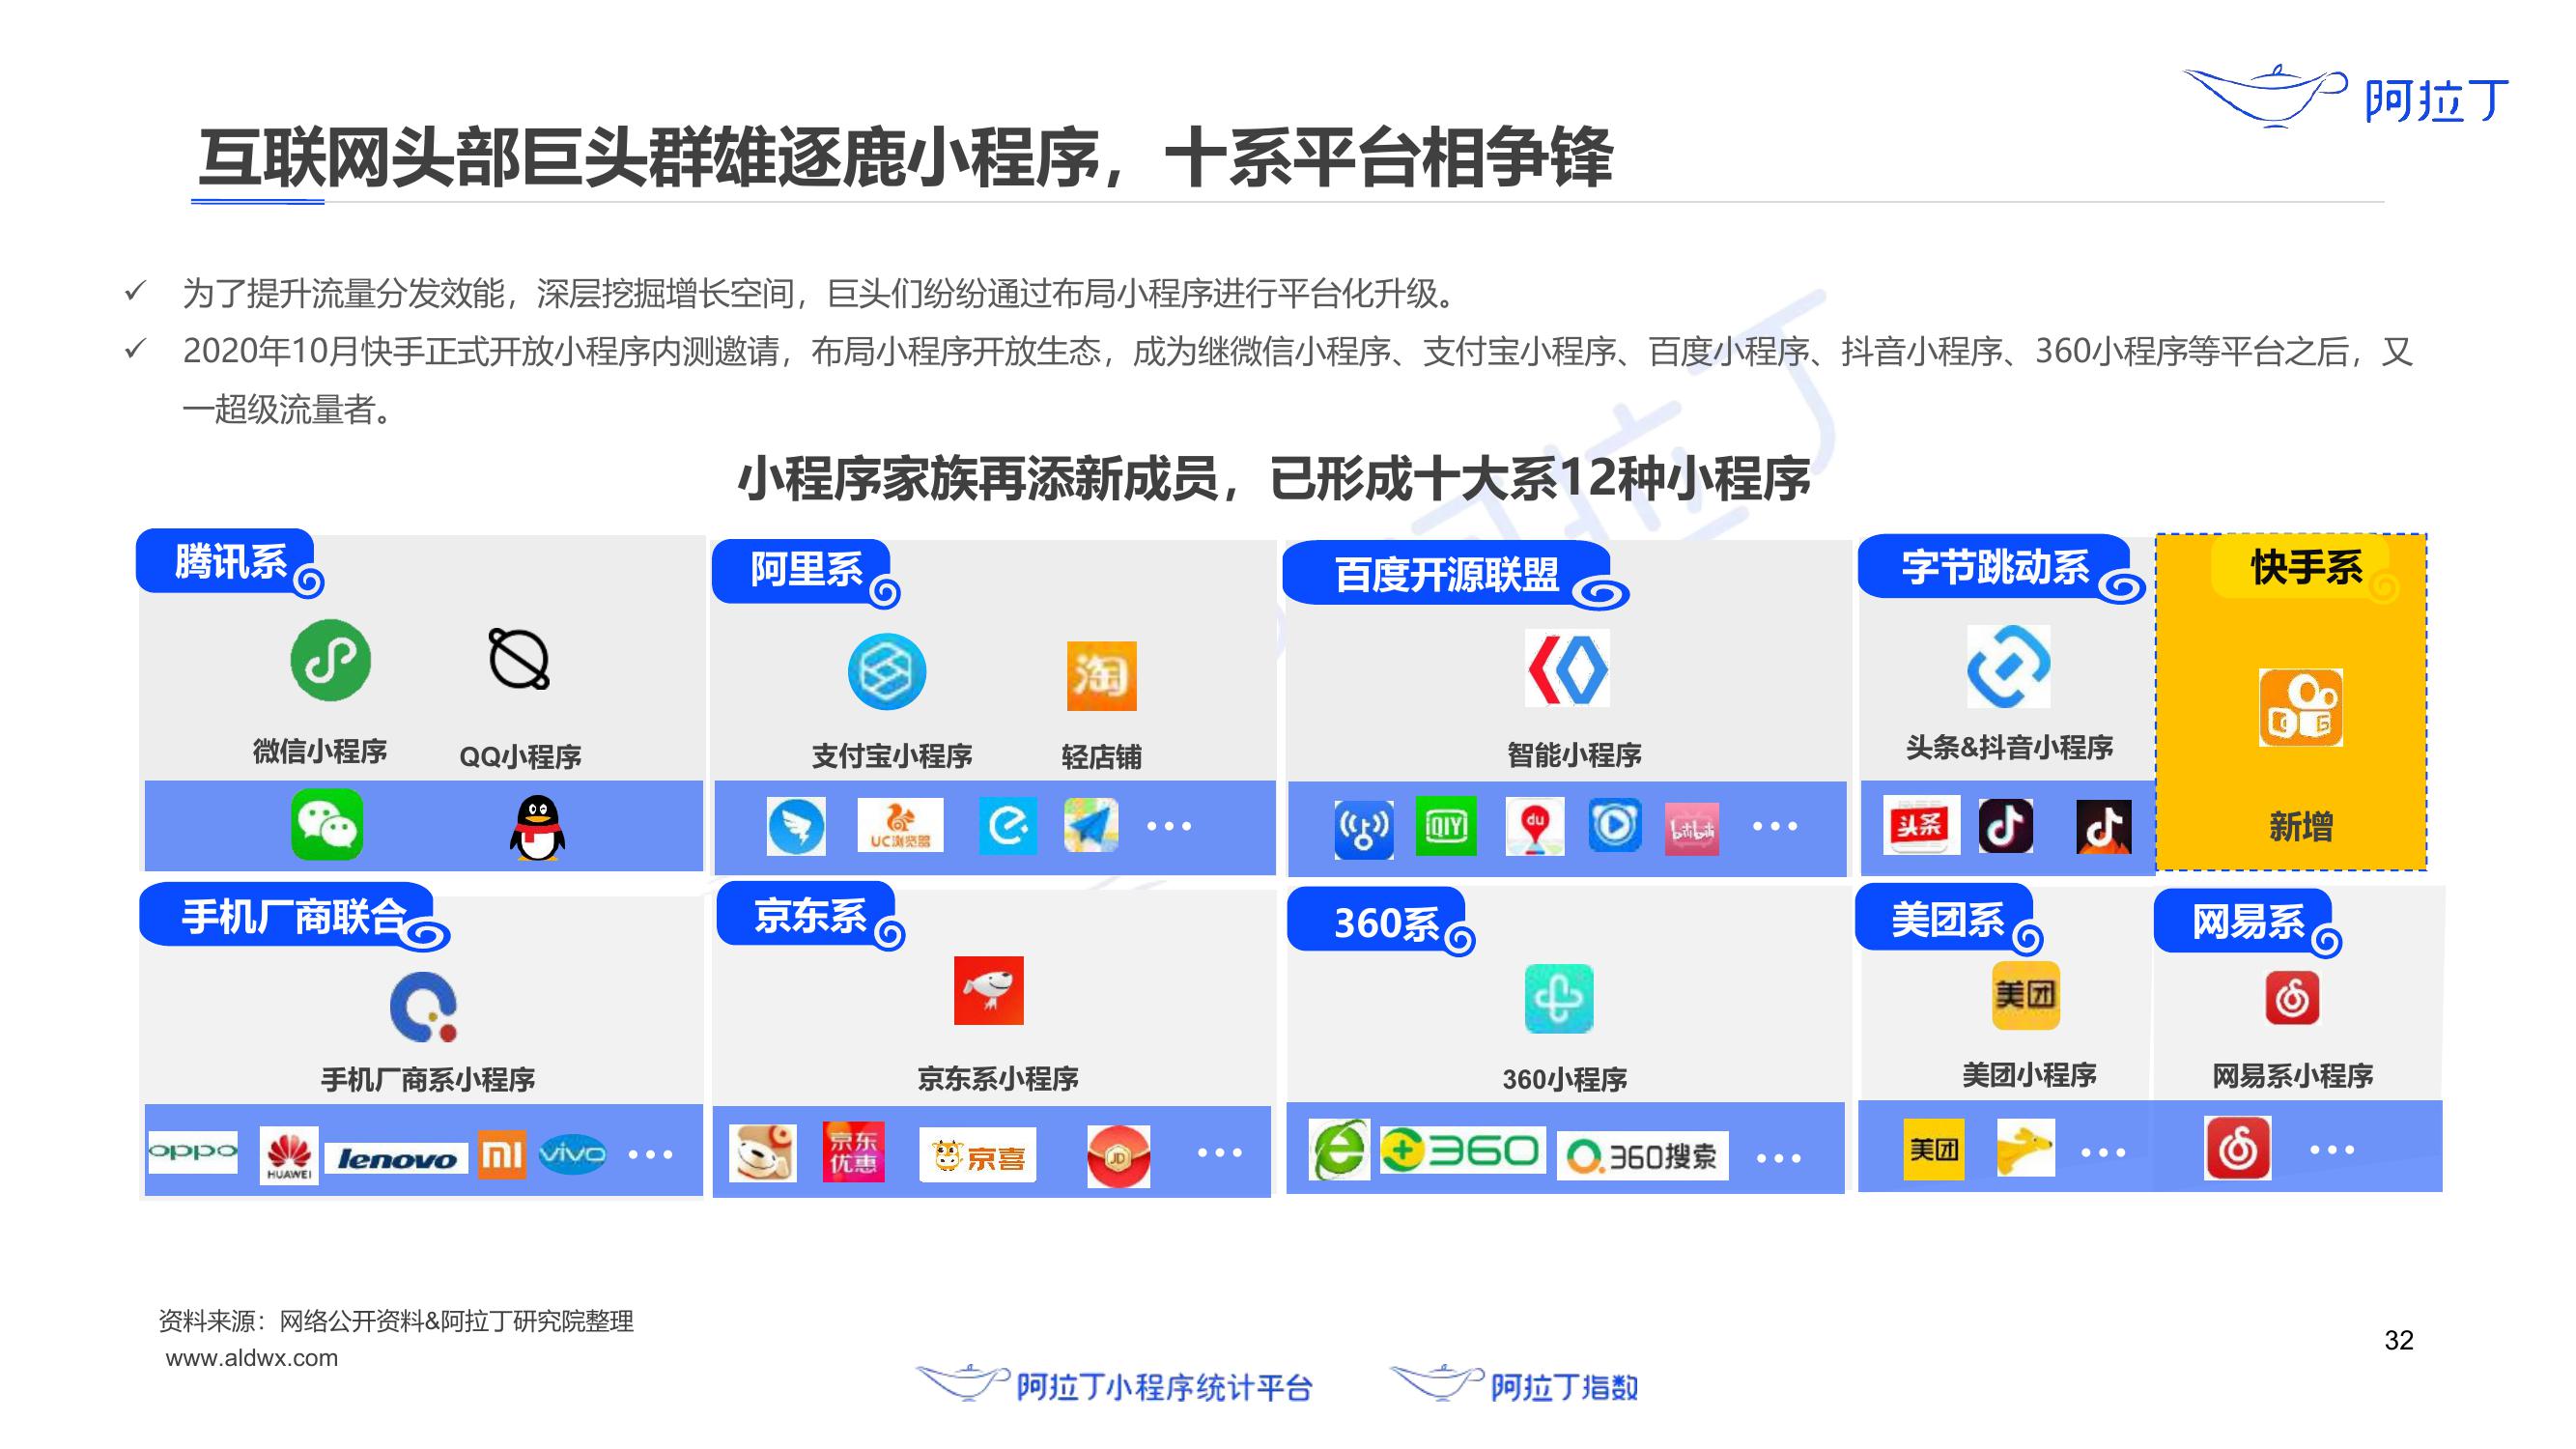 阿拉丁
互联网头部巨头群雄逐鹿小程序，十系平台相争锋
为了提升流量分发效能，深层挖掘增长空间，巨头们纷纷通过布局小程序进行平台化升级。
2020年10月快手正式开放小程序内测邀请，布局小程序开放生态，成为继微信小程序、支付宝小程序、百度小程序、抖音小程序、360小程序等平台之后，又
一超级流量者。
小程序家族再添新成员，已形成十大系12种小程序
腾讯系
微信小程序
QQ小程序
阿里系
淘
支付宝小程序
轻店铺
UC浏览器
百度开源联盟
智能小程序
QIY
du
bilibili
字节跳动系
头条&抖音小程序
头条
快手系
新增
手机厂商联合
手机厂商系小程序
oppo
HUAWEI
lenovo
mi
vivo
京东系
京东系小程序
京东
优惠
京喜
JD
360系
360小程序
360
360搜索
美团系
美团
美团小程序
美团
网易系
网易系小程序
资料来源：网络公开资料&阿拉丁研究院整理
www.aldwx.com
阿拉丁小程序统计平台
阿拉丁指数
32